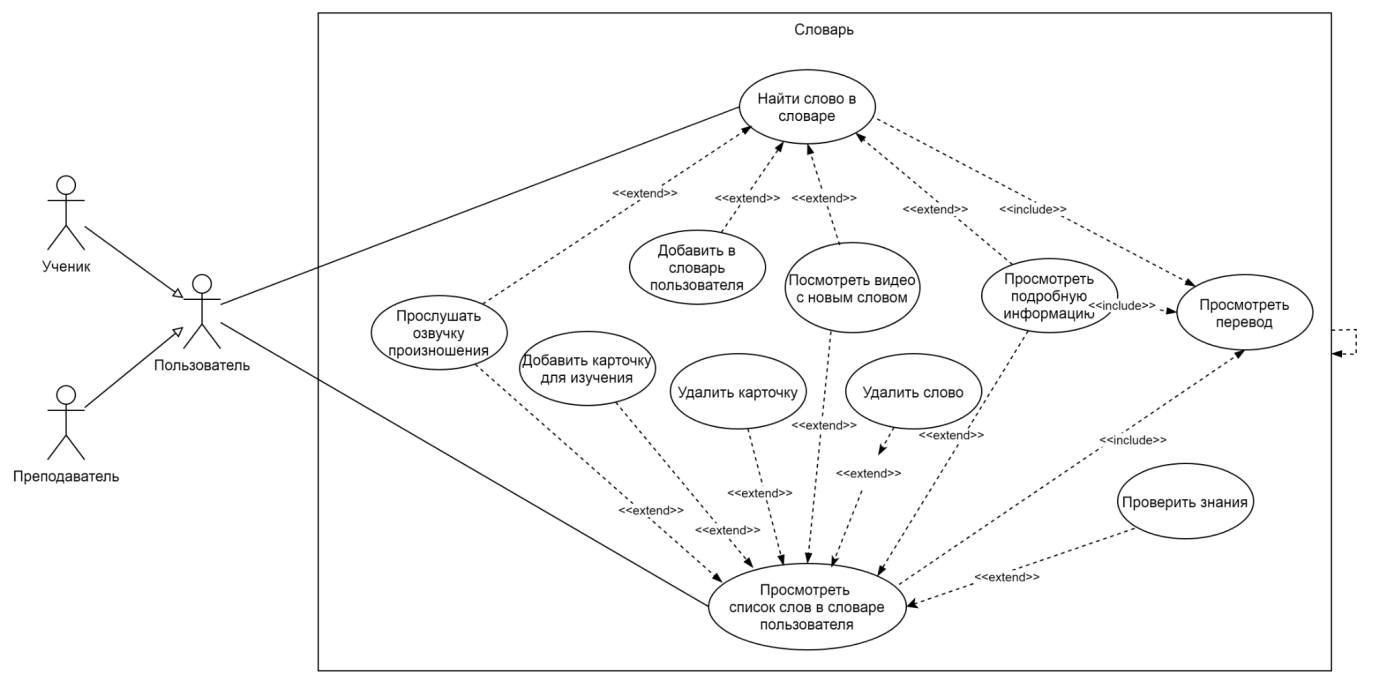 Словарь
Найти слово в
словаре
<<extend>>
<<extend>>
<<extend>>
<<extend>>
<<include>>
Ученик
Добавить в
словарь
пользователя
Посмотреть видео
с новым словом
Просмотреть
подробную
информацию
<<include>>
Просмотреть
перевод
Пользователь
Прослушать
озвучку
произношения
Добавить карточку
для изучения
Удалить карточку
Удалить слово
<<extend>>
<<extend>>
<<include>>
Преподаватель
<<extend>>
<<extend>>
<<extend>>
<<extend>>
Проверить знания
<<extend>>
Просмотреть
список слов в словаре
пользователя